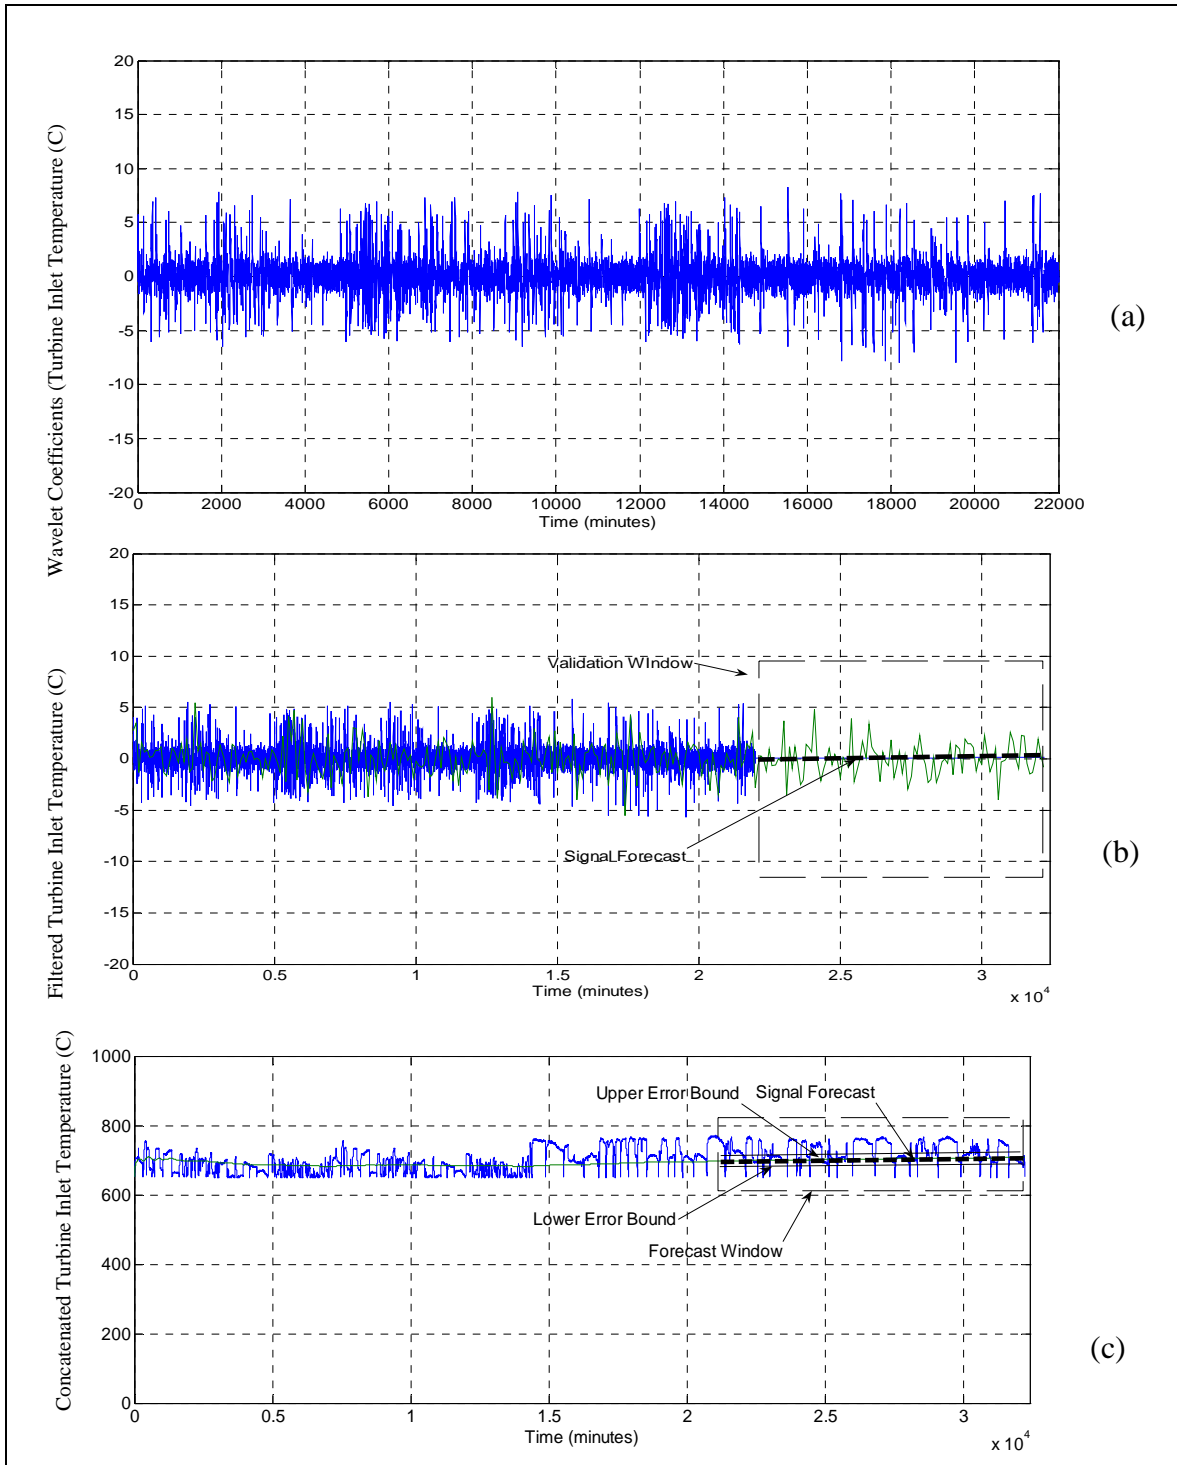 Wavelet Coefficients (Turbine Inlet Temperature (C)
20
15
10
5
0
-5
-10
-15
-20
0 2000 4000 6000 8000 10000 12000 14000 16000 18000 20000 22000
Time (minutes)
(a)
Filtered Turbine Inlet Temperature (C)
20
15
10
5
0
-5
-10
-15
-20
Validation WIndow
Signal Forecast
0 0.5 1 1.5 2 2.5 3
Time (minutes)
x 10^4
(b)
Concatenated Turbine Inlet Temperature (C)
1000
800
600
400
200
0
Upper Error Bound
Signal Forecast
Lower Error Bound
Forecast Window
0 0.5 1 1.5 2 2.5 3
Time (minutes)
x 10^4
(c)